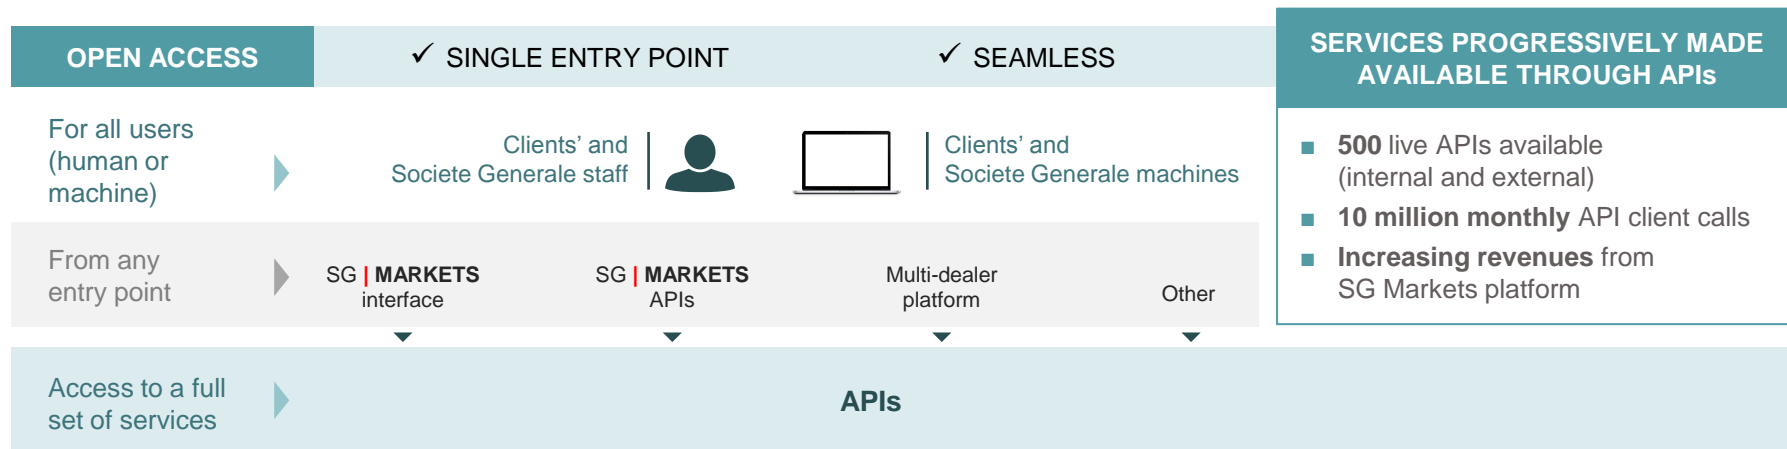 OPEN ACCESS
✓ SINGLE ENTRY POINT
✓ SEAMLESS
SERVICES PROGRESSIVELY MADE
AVAILABLE THROUGH APIs
For all users
(human or
machine)
Clients’ and
Societe Generale staff
Clients’ and
Societe Generale machines
■ 500 live APIs available
(internal and external)
■ 10 million monthly API client calls
■ Increasing revenues from
SG Markets platform
From any
entry point
SG | MARKETS
interface
SG | MARKETS
APIs
Multi-dealer
platform
Other
Access to a full
set of services
APIs